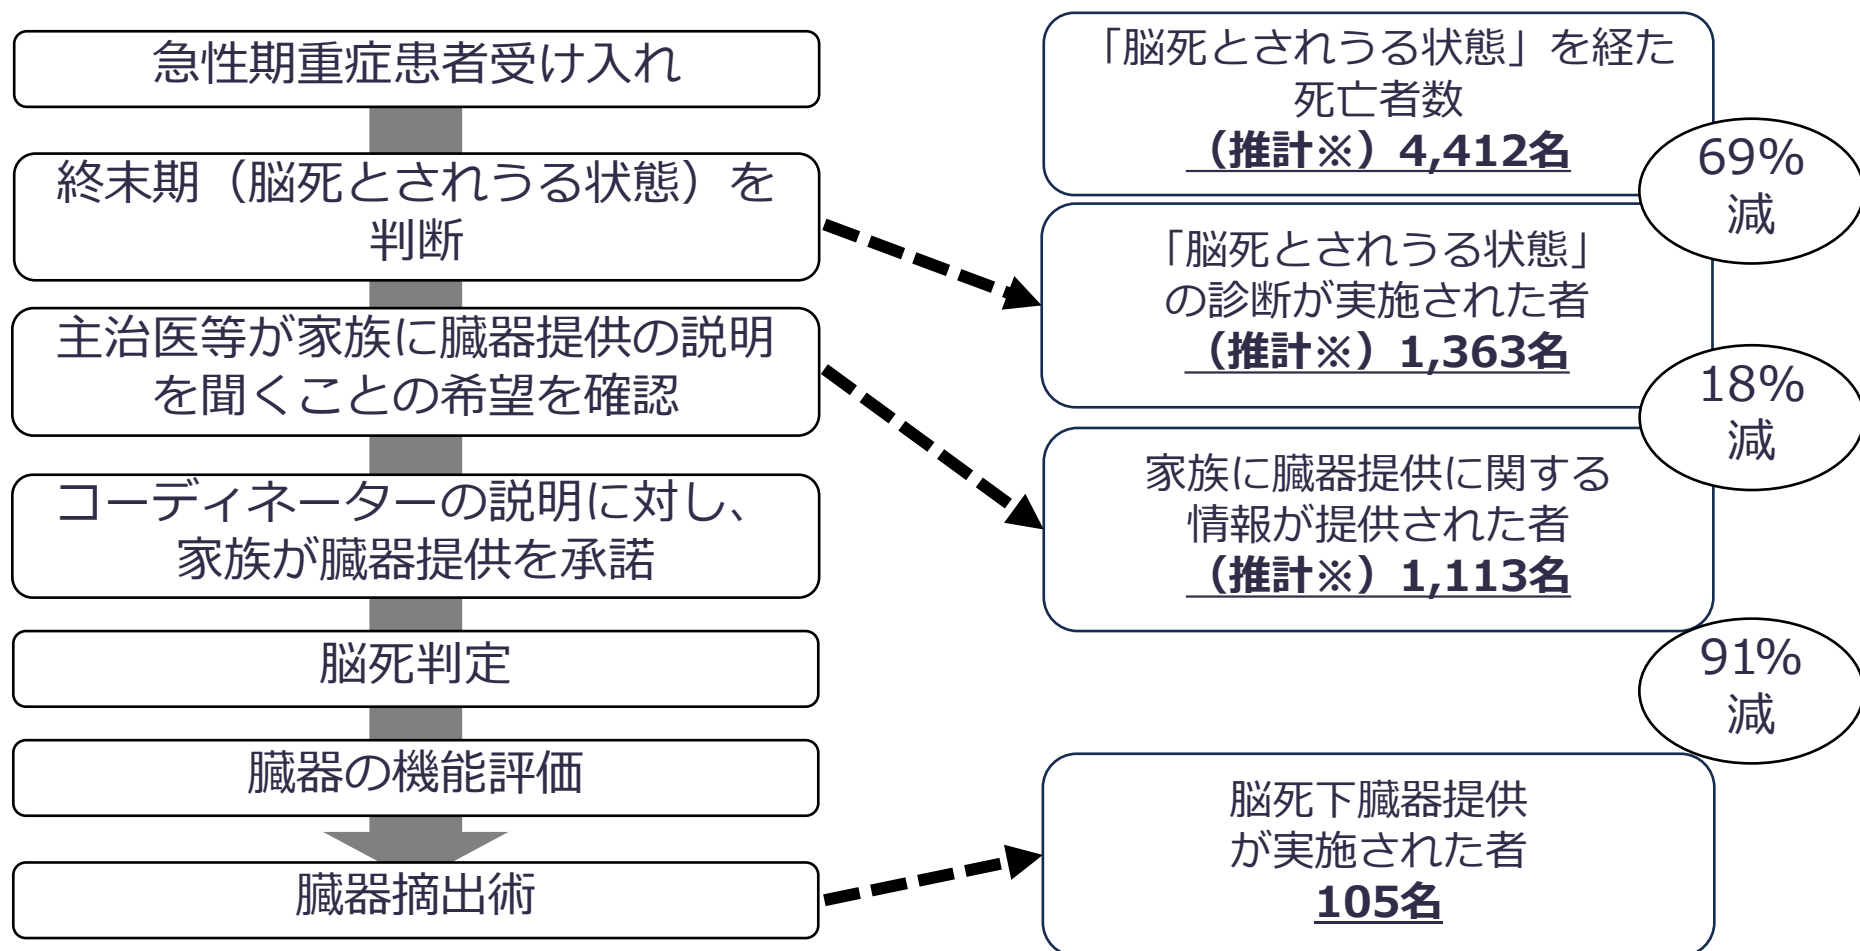 急性期重症患者受け入れ
終末期（脳死とされうる状態）を
判断
主治医等が家族に臓器提供の説明
を聞くことの希望を確認
コーディネーターの説明に対し、
家族が臓器提供を承諾
脳死判定
臓器の機能評価
臓器摘出術
「脳死とされうる状態」を経た
死亡者数
（推計※）4,412名
69%
減
「脳死とされうる状態」
の診断が実施された者
（推計※）1,363名
18%
減
家族に臓器提供に関する
情報が提供された者
（推計※）1,113名
91%
減
脳死下臓器提供
が実施された者
105名